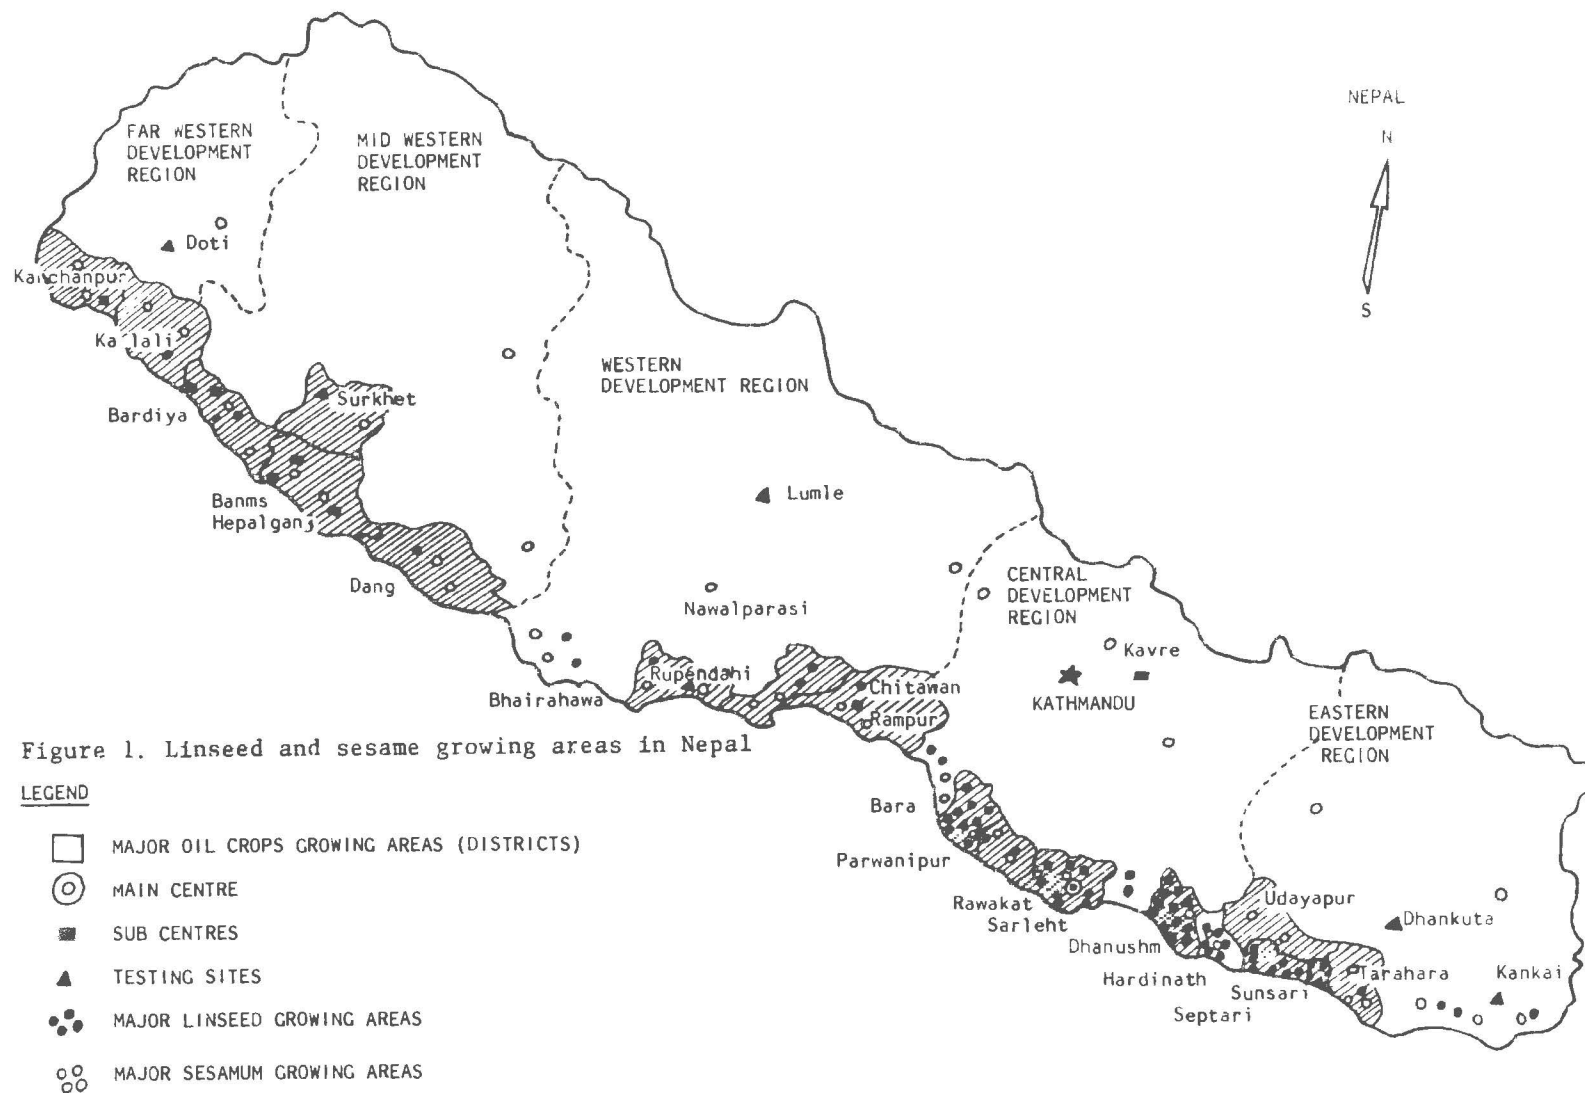 NEPAL
N
S
FAR WESTERN
DEVELOPMENT
REGION
MID WESTERN
DEVELOPMENT
REGION
Doti
Kanchanpur
Kailali
WESTERN
DEVELOPMENT REGION
Surkhet
Bardiya
Lumle
Banms
Hepalganj
CENTRAL
DEVELOPMENT
REGION
Dang
Nawalparasi
Kavre
Rupendahi
Bhairahawa
Chitawan
KATHMANDU
Rampur
EASTERN
DEVELOPMENT
REGION
Figure 1. Linseed and sesame growing areas in Nepal
LEGEND
Bara
MAJOR OIL CROPS GROWING AREAS (DISTRICTS)
Parwanipur
MAIN CENTRE
Rawakat
Sarleht
Udayapur
Dhankuta
SUB CENTRES
Dhanushm
Hardinath
Tarahara
Kankai
TESTING SITES
Sunsari
Septari
MAJOR LINSEED GROWING AREAS
MAJOR SESAMUM GROWING AREAS